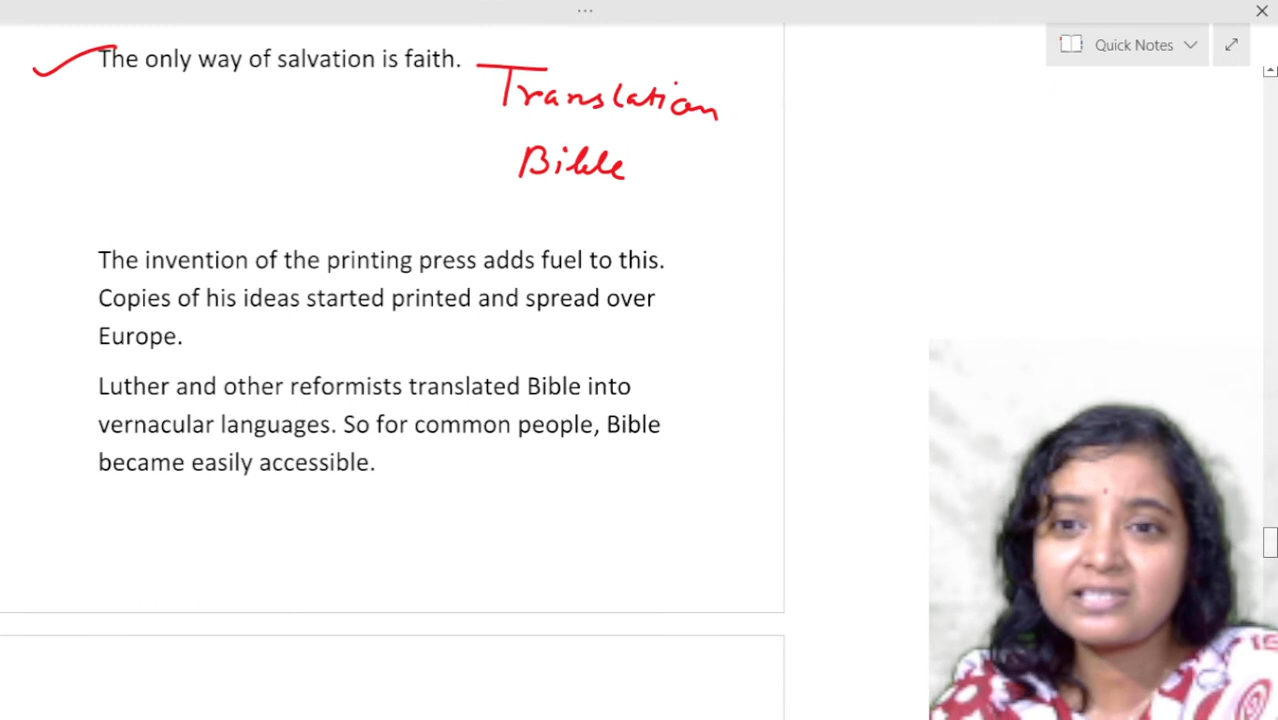 ...
Quick Notes
The only way of salvation is faith.
Translation
Bible
The invention of the printing press adds fuel to this.
Copies of his ideas started printed and spread over
Europe.
Luther and other reformists translated Bible into
vernacular languages. So for common people, Bible
became easily accessible.